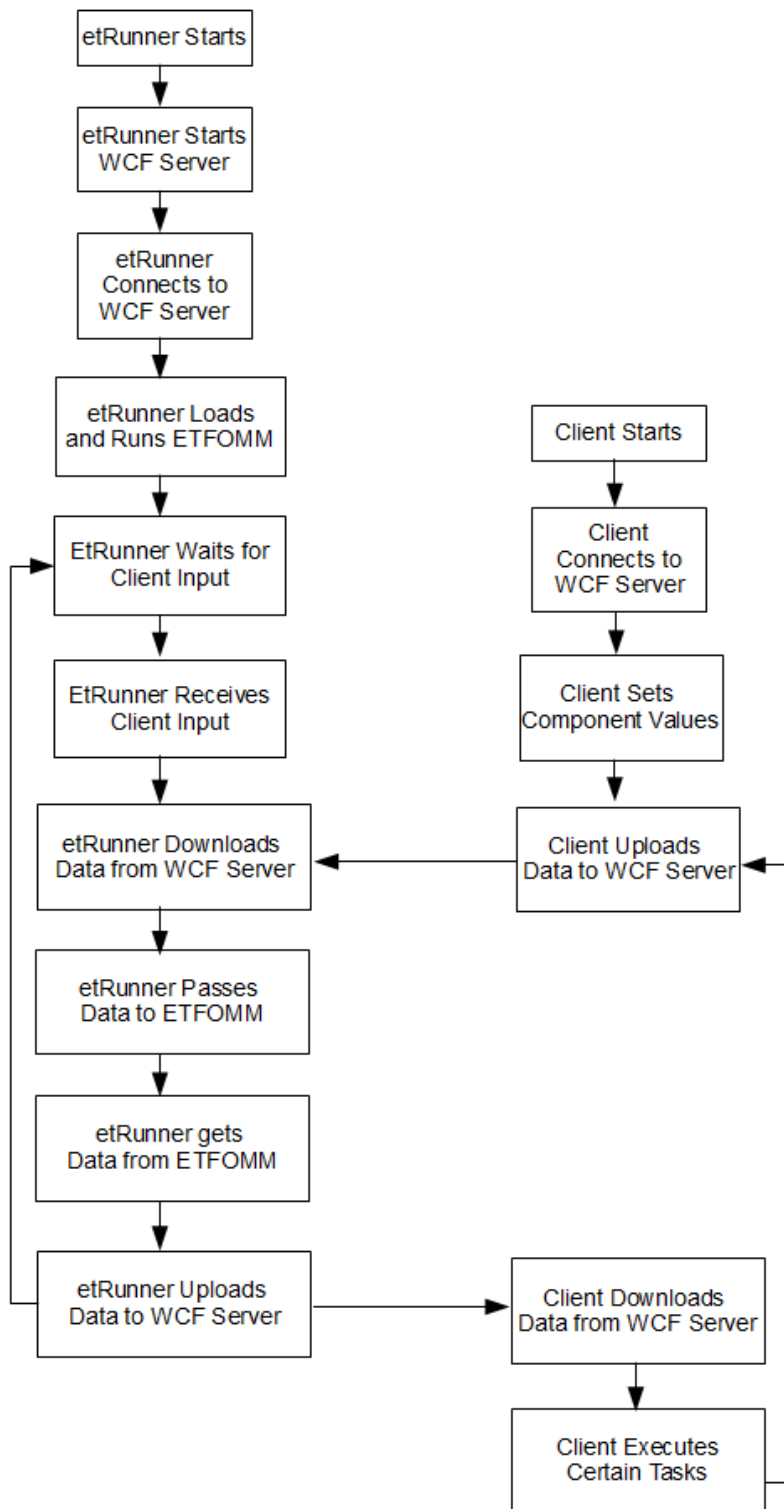 etRunner Starts
etRunner Starts
WCF Server
etRunner
Connects to
WCF Server
etRunner Loads
and Runs ETFOMM
EtRunner Waits for
Client Input
EtRunner Receives
Client Input
etRunner Downloads
Data from WCF Server
etRunner Passes
Data to ETFOMM
etRunner gets
Data from ETFOMM
etRunner Uploads
Data to WCF Server
Client Starts
Client
Connects to
WCF Server
Client Sets
Component Values
Client Uploads
Data to WCF Server
Client Downloads
Data from WCF Server
Client Executes
Certain Tasks